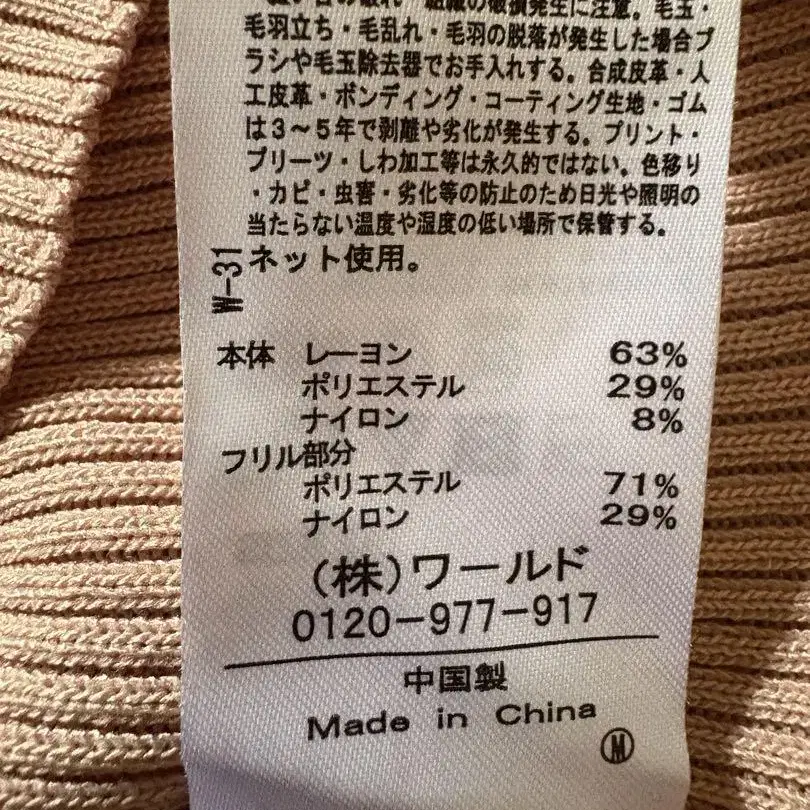 の破損発生に注意。毛玉・
毛羽立ち・毛乱れ・毛羽の脱落が発生した場合ブ
ラシや毛玉除去器でお手入れする。合成皮革・人
工皮革・ボンディング・コーティング生地・ゴム
は3～5年で剥離や劣化が発生する。プリント・
プリーツ・しわ加工等は永久的ではない。色移り
・カビ・虫害・劣化等の防止のため日光や照明の
当たらない温度や湿度の低い場所で保管する。
W-31
ネット使用。
本体 レーヨン 63%
ポリエステル 29%
ナイロン 8%
フリル部分
ポリエステル 71%
ナイロン 29%
(株)ワールド
0120-977-917
中国製
Made in China
M